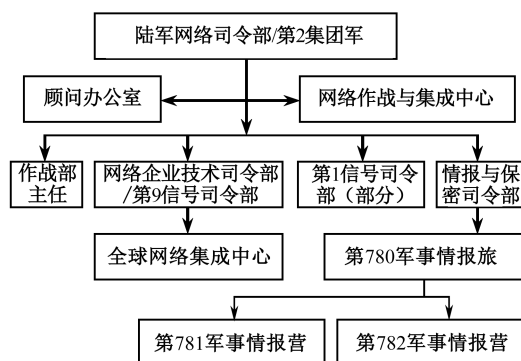 陆军网络司令部/第2集团军
顾问办公室
网络作战与集成中心
作战部
主任
网络企业技术司令部
/第9信号司令部
第1信号司令
部（部分）
情报与保
密司令部
全球网络集成中心
第780军事情报旅
第781军事情报营
第782军事情报营